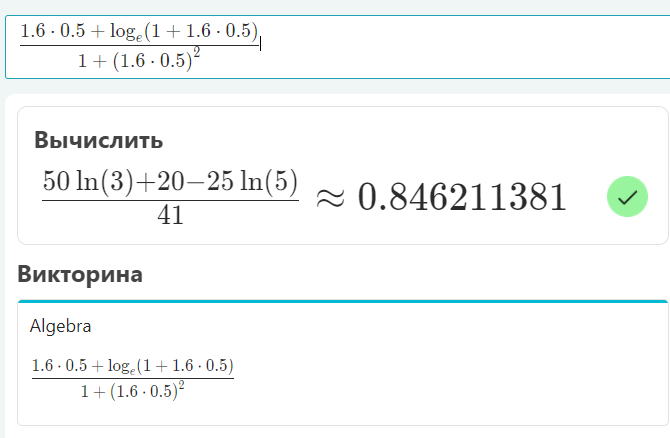 1.6 · 0.5 + logₑ(1 + 1.6 · 0.5)
1 + (1.6 · 0.5)²
Вычислить
50 ln(3)+20−25 ln(5)
41
≈ 0.846211381
Викторина
Algebra
1.6 · 0.5 + logₑ(1 + 1.6 · 0.5)
1 + (1.6 · 0.5)²